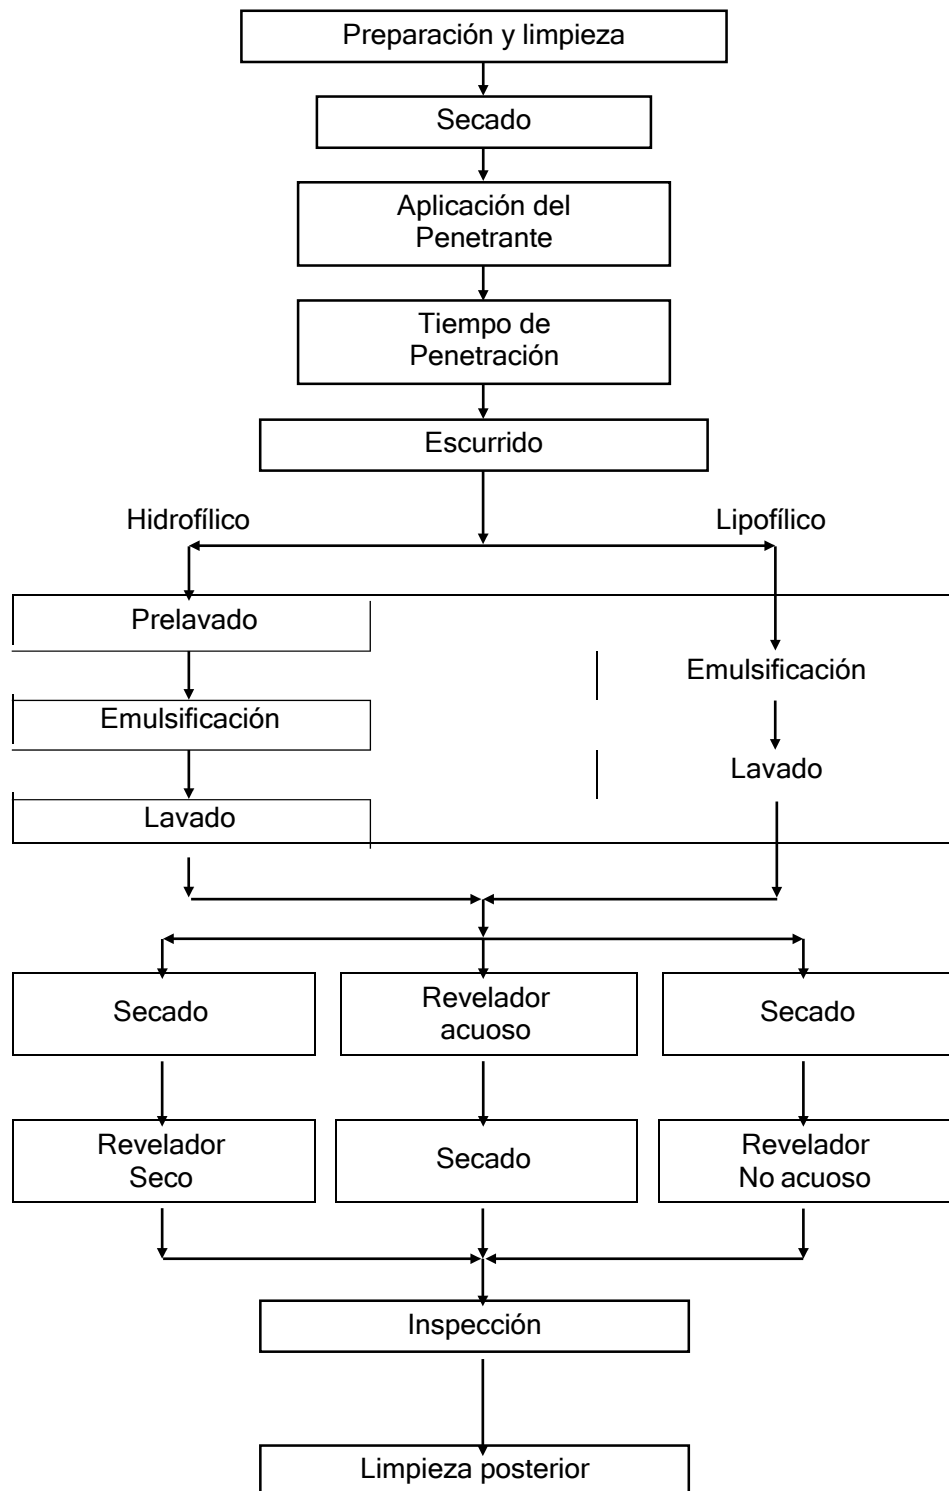 Preparación y limpieza
Secado
Aplicación del
Penetrante
Tiempo de
Penetración
Escurrido
Hidrofílico
Lipofílico
Prelavado
Emulsificación
Emulsificación
Lavado
Lavado
Secado
Revelador
acuoso
Secado
Revelador
Seco
Secado
Revelador
No acuoso
Inspección
Limpieza posterior